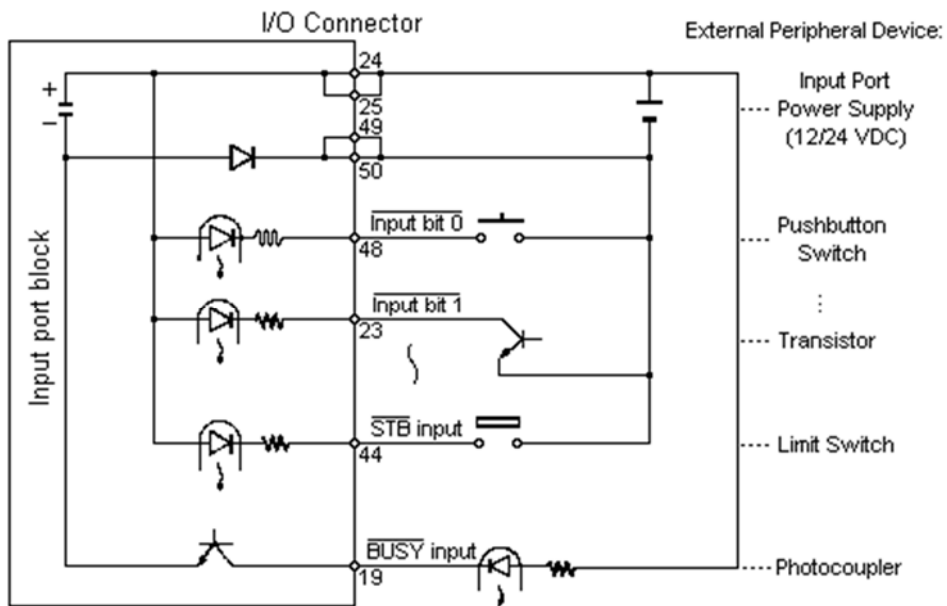 I/O Connector
External Peripheral Device:
24
25
49
50
+
−
Input Port
Power Supply
(12/24 VDC)
Input port block
Input bit 0
48
Pushbutton
Switch
Input bit 1
23
Transistor
STB input
44
Limit Switch
BUSY input
19
Photocoupler